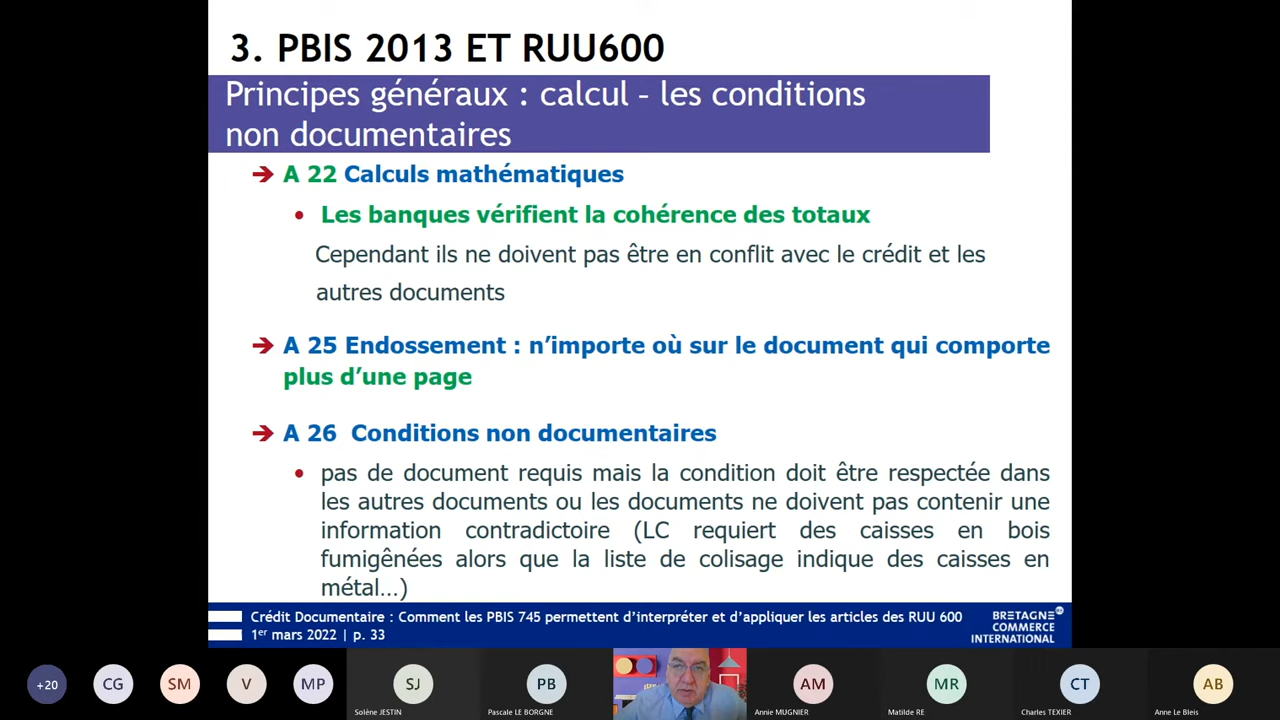 3. PBIS 2013 ET RUU600
Principes généraux : calcul – les conditions
non documentaires
A 22 Calculs mathématiques
Les banques vérifient la cohérence des totaux
Cependant ils ne doivent pas être en conflit avec le crédit et les
autres documents
A 25 Endossement : n’importe où sur le document qui comporte
plus d’une page
A 26 Conditions non documentaires
pas de document requis mais la condition doit être respectée dans
les autres documents ou les documents ne doivent pas contenir une
information contradictoire (LC requiert des caisses en bois
fumigênées alors que la liste de colisage indique des caisses en
métal…)
Crédit Documentaire : Comment les PBIS 745 permettent d’interpréter et d’appliquer les articles des RUU 600
1er mars 2022 | p. 33
BRETAGNE
COMMERCE
INTERNATIONAL
+20
CG
SM
V
MP
SJ
PB
AM
MR
CT
AB
Solène JESTIN
Pascale LE BORGNE
Annie MUGNIER
Matilde RE
Charles TEXIER
Anne Le Bleis